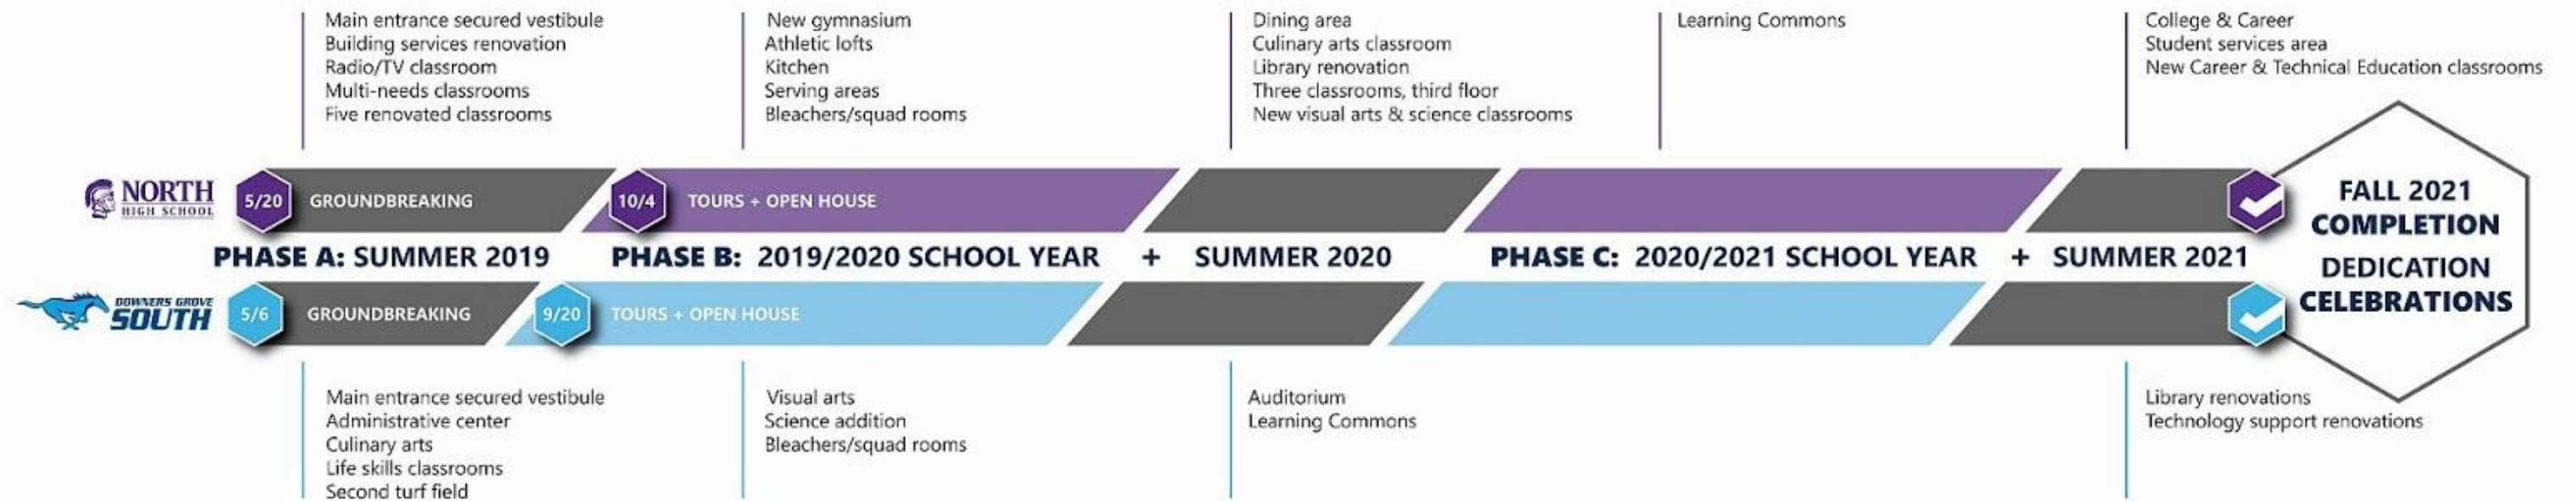 Main entrance secured vestibule
Building services renovation
Radio/TV classroom
Multi-needs classrooms
Five renovated classrooms
New gymnasium
Athletic lofts
Kitchen
Serving areas
Bleachers/squad rooms
Dining area
Culinary arts classroom
Library renovation
Three classrooms, third floor
New visual arts & science classrooms
Learning Commons
College & Career
Student services area
New Career & Technical Education classrooms
NORTH
HIGH SCHOOL
5/20
GROUNDBREAKING
10/4
TOURS + OPEN HOUSE
PHASE A: SUMMER 2019
PHASE B: 2019/2020 SCHOOL YEAR + SUMMER 2020
PHASE C: 2020/2021 SCHOOL YEAR + SUMMER 2021
FALL 2021
COMPLETION
DEDICATION
CELEBRATIONS
DOWNERS GROVE
SOUTH
5/6
GROUNDBREAKING
9/20
TOURS + OPEN HOUSE
Main entrance secured vestibule
Administrative center
Culinary arts
Life skills classrooms
Second turf field
Visual arts
Science addition
Bleachers/squad rooms
Auditorium
Learning Commons
Library renovations
Technology support renovations